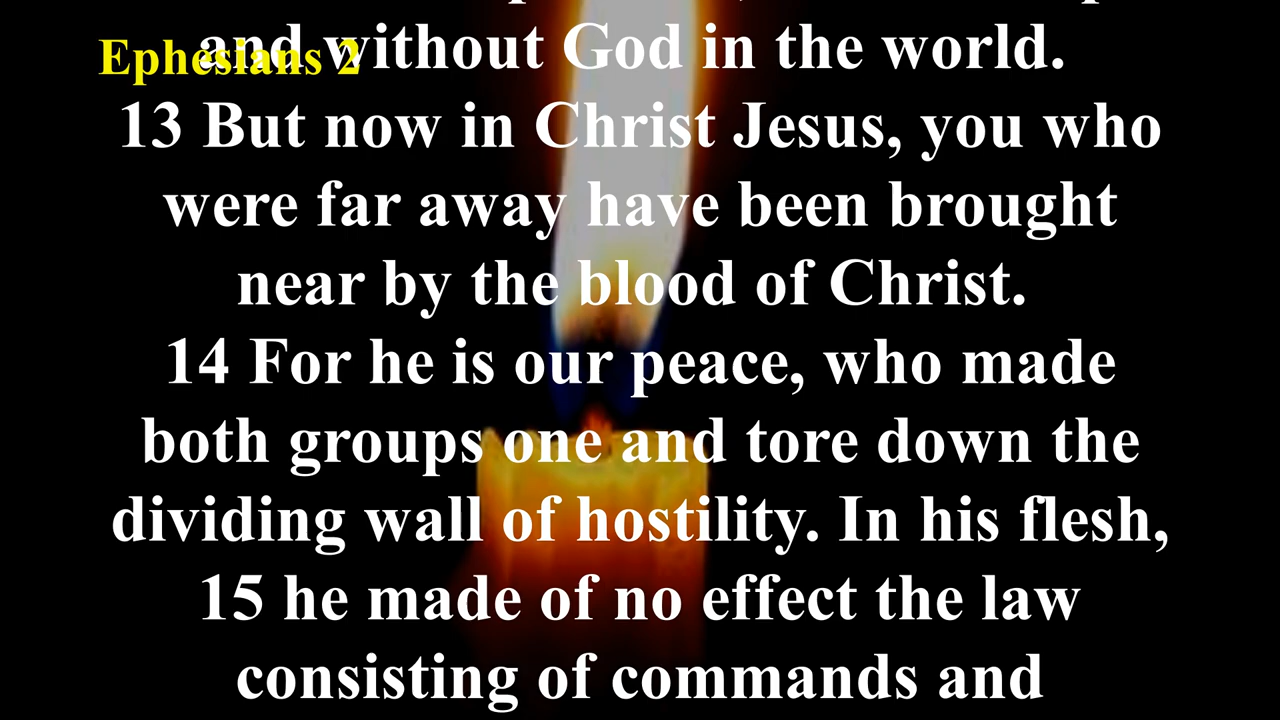 Ephesians 2
and without God in the world.
13 But now in Christ Jesus, you who
were far away have been brought
near by the blood of Christ.
14 For he is our peace, who made
both groups one and tore down the
dividing wall of hostility. In his flesh,
15 he made of no effect the law
consisting of commands and